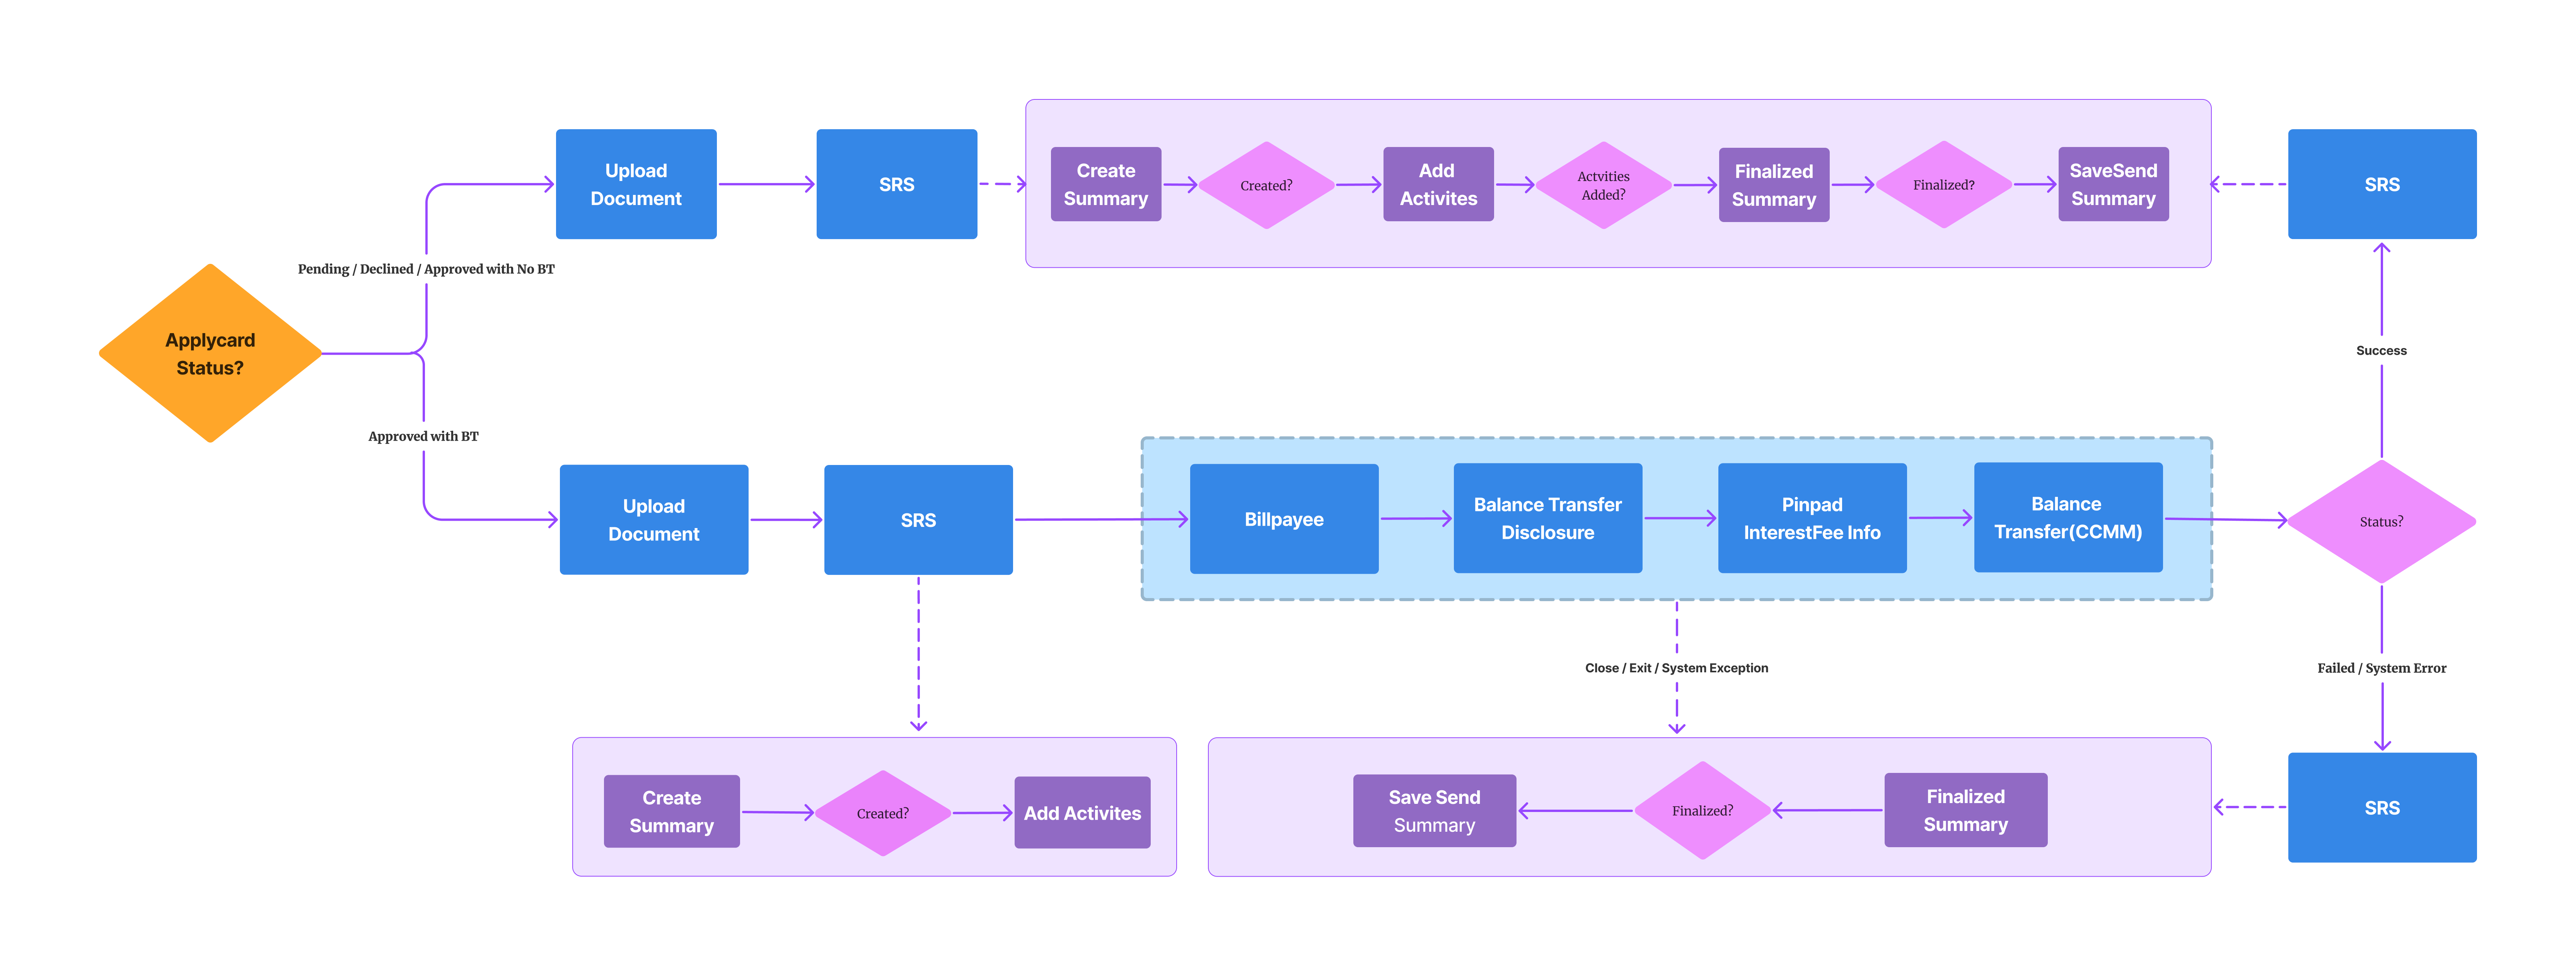 Upload
Document
SRS
Create
Summary
Created?
Add
Activites
Actvities
Added?
Finalized
Summary
Finalized?
SaveSend
Summary
SRS
Pending / Declined / Approved with No BT
Applycard
Status?
Success
Approved with BT
Upload
Document
SRS
Billpayee
Balance Transfer
Disclosure
Pinpad
InterestFee Info
Balance
Transfer(CCMM)
Status?
Close / Exit / System Exception
Failed / System Error
Create
Summary
Created?
Add Activites
Save Send
Summary
Finalized?
Finalized
Summary
SRS